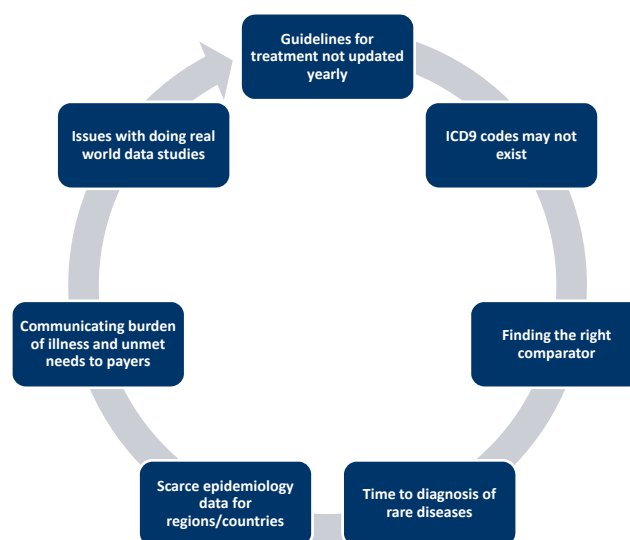 Guidelines for
treatment not updated
yearly
ICD9 codes may not
exist
Finding the right
comparator
Time to diagnosis of
rare diseases
Scarce epidemiology
data for
regions/countries
Communicating burden
of illness and unmet
needs to payers
Issues with doing real
world data studies